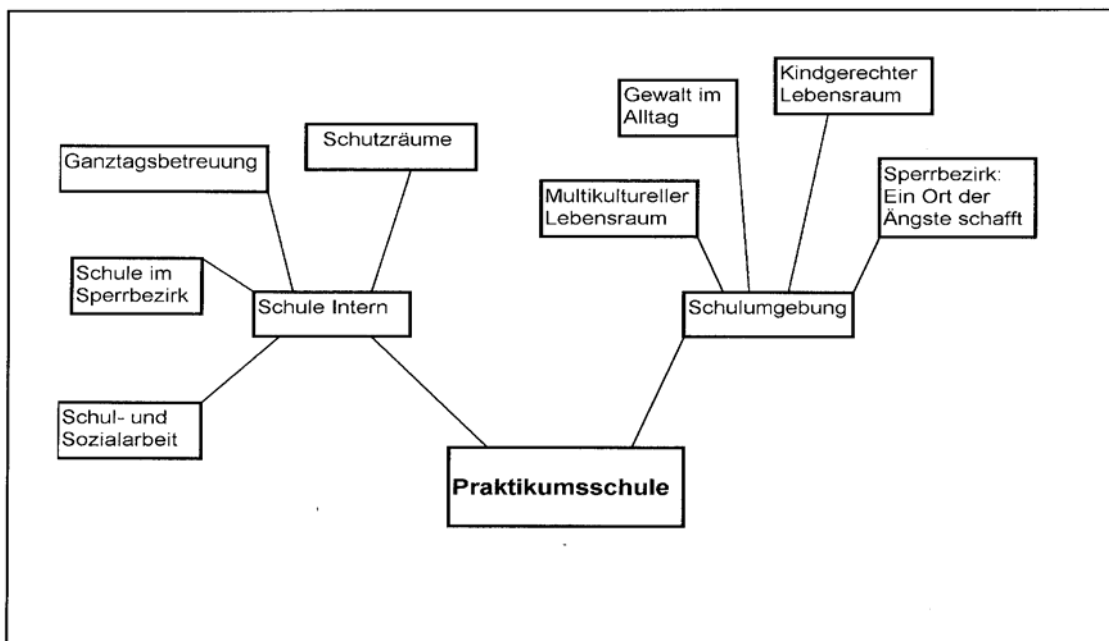 Kindgerechter
Lebensraum
Gewalt im
Alltag
Schutzräume
Ganztagsbetreuung
Sperrbezirk:
Ein Ort der
Ängste schafft
Multikultureller
Lebensraum
Schule im
Sperrbezirk
Schule Intern
Schulumgebung
Schul- und
Sozialarbeit
Praktikumsschule